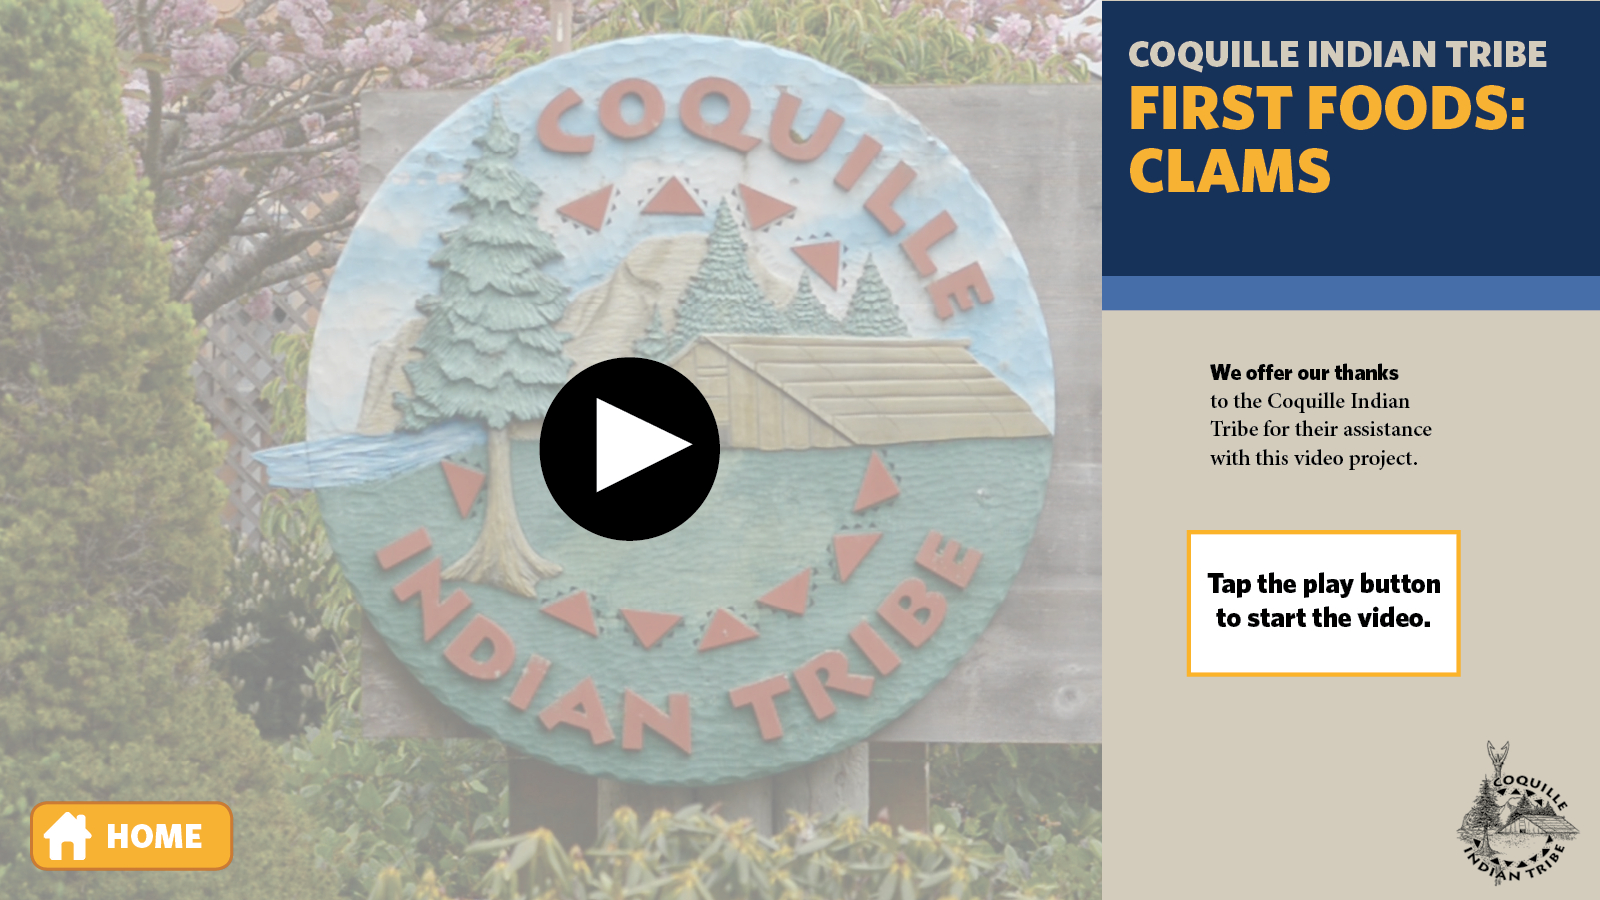 COQUILLE
INDIAN TRIBE
HOME
COQUILLE INDIAN TRIBE
FIRST FOODS:
CLAMS
We offer our thanks
to the Coquille Indian
Tribe for their assistance
with this video project.
Tap the play button
to start the video.
COQUILLE
INDIAN TRIBE